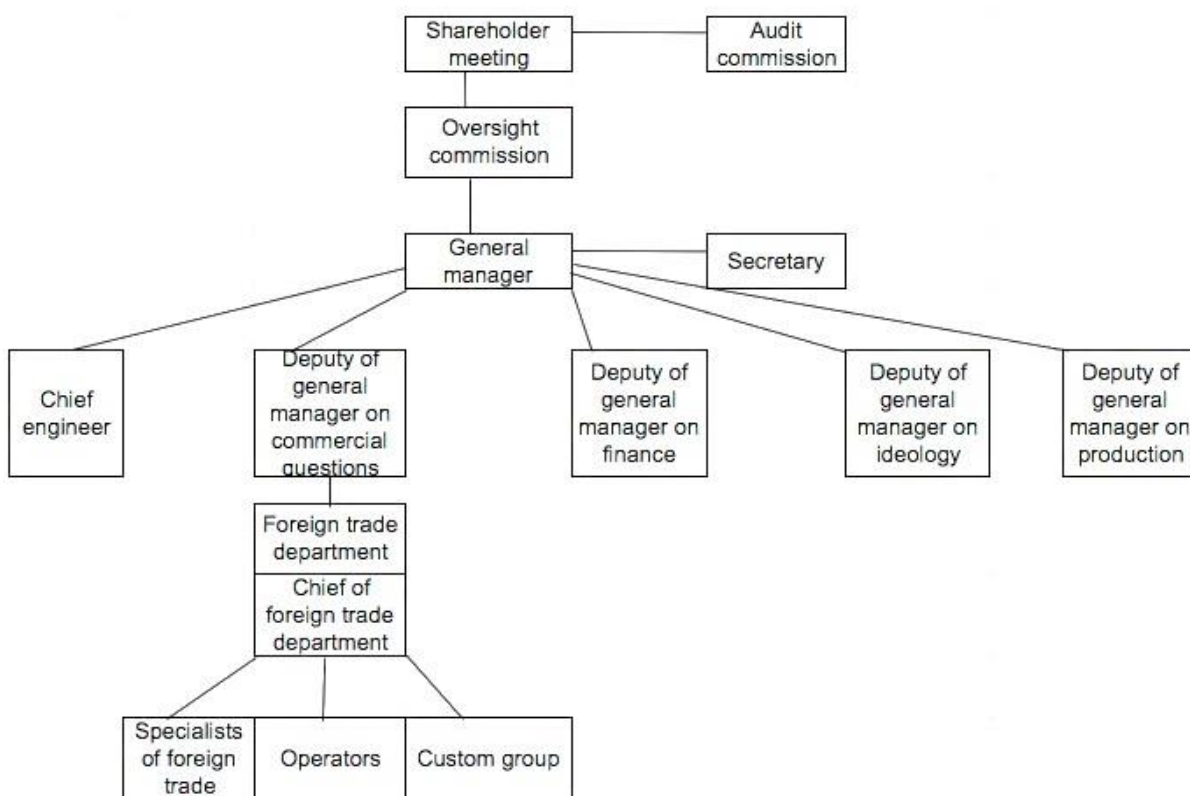 Shareholder
meeting
Audit
commission
Oversight
commission
General
manager
Secretary
Chief
engineer
Deputy of
general
manager on
commercial
questions
Deputy of
general
manager on
finance
Deputy of
general
manager on
ideology
Deputy of
general
manager on
production
Foreign trade
department
Chief of
foreign trade
department
Specialists
of foreign
trade
Operators
Custom group